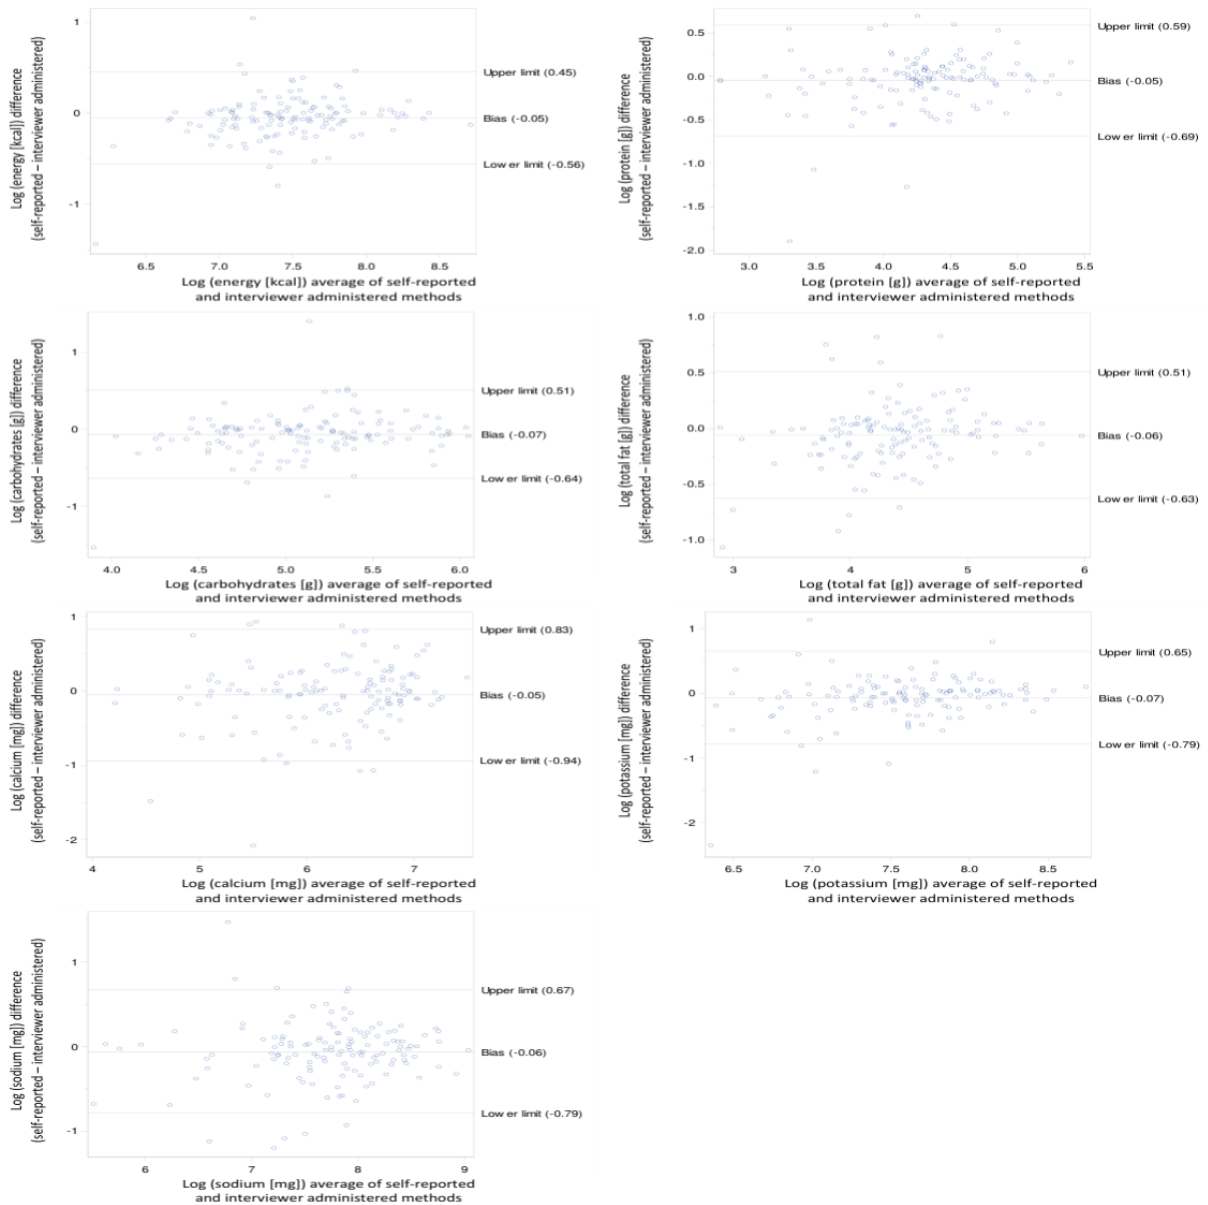 Log (energy [kcal]) difference
(self-reported – interviewer administered)
1
0
-1
Upper limit (0.45)
Bias (-0.05)
Low er limit (-0.56)
6.5 7.0 7.5 8.0 8.5
Log (energy [kcal]) average of self-reported
and interviewer administered methods
Log (protein [g]) difference
(self-reported – interviewer administered)
0.5
0.0
-0.5
-1.0
-1.5
-2.0
Upper limit (0.59)
Bias (-0.05)
Low er limit (-0.69)
3.0 3.5 4.0 4.5 5.0 5.5
Log (protein [g]) average of self-reported
and interviewer administered methods
Log (carbohydrates [g]) difference
(self-reported – interviewer administered)
1
0
-1
Upper limit (0.51)
Bias (-0.07)
Low er limit (-0.64)
4.0 4.5 5.0 5.5 6.0
Log (carbohydrates [g]) average of self-reported
and interviewer administered methods
Log (total fat [g]) difference
(self-reported – interviewer administered)
1.0
0.5
0.0
-0.5
-1.0
Upper limit (0.51)
Bias (-0.06)
Low er limit (-0.63)
3 4 5 6
Log (total fat [g]) average of self-reported
and interviewer administered methods
Log (calcium [mg]) difference
(self-reported – interviewer administered)
1
0
-1
-2
Upper limit (0.83)
Bias (-0.05)
Low er limit (-0.94)
4 5 6 7
Log (calcium [mg]) average of self-reported
and interviewer administered methods
Log (potassium [mg]) difference
(self-reported – interviewer administered)
1
0
-1
-2
Upper limit (0.65)
Bias (-0.07)
Low er limit (-0.79)
6.5 7.0 7.5 8.0 8.5
Log (potassium [mg]) average of self-reported
and interviewer administered methods
Log (sodium [mg]) difference
(self-reported – interviewer administered)
1
0
-1
Upper limit (0.67)
Bias (-0.06)
Low er limit (-0.79)
6 7 8 9
Log (sodium [mg]) average of self-reported
and interviewer administered methods